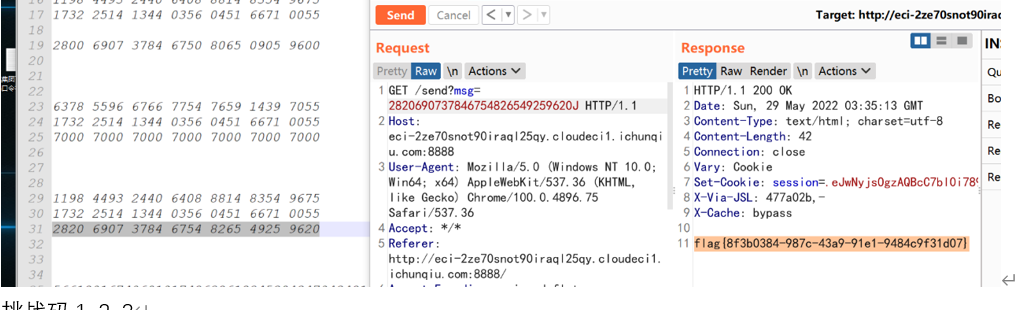 16 1198 4493 2440 6408 8814 8354 9675
17 1732 2514 1344 0356 0451 6671 0055
18
19 2800 6907 3784 6750 8065 0905 9600
20
21
22
23 6378 5596 6766 7754 7659 1439 7055
24 1732 2514 1344 0356 0451 6671 0055
25 7000 7000 7000 7000 7000 7000 7000
26
27
28
29 1198 4493 2440 6408 8814 8354 9675
30 1732 2514 1344 0356 0451 6671 0055
31 2820 6907 3784 6754 8265 4925 9620
32
33
34
Send Cancel < ▼ > ▼
Target: http://eci-2ze70snot90irac
Request
Pretty Raw \n Actions
1 GET /send?msg=
2820690737846754826549259620J HTTP/1.1
2 Host:
eci-2ze70snot90iraql25qy.cloudeci1.ichunqi
u.com:8888
3 User-Agent: Mozilla/5.0 (Windows NT 10.0;
Win64; x64) AppleWebKit/537.36 (KHTML,
like Gecko) Chrome/100.0.4896.75
Safari/537.36
4 Accept: */*
5 Referer:
http://eci-2ze70snot90iraql25qy.cloudeci1.
ichunqiu.com:8888/
Response
Pretty Raw Render \n Actions
1 HTTP/1.1 200 OK
2 Date: Sun, 29 May 2022 03:35:13 GMT
3 Content-Type: text/html; charset=utf-8
4 Content-Length: 42
5 Connection: close
6 Vary: Cookie
7 Set-Cookie: session=.eJwNyjsOgzAQBcC7blOi789
8 X-Via-JSL: 477a02b,-
9 X-Cache: bypass
10
11 flag{8f3b0384-987c-43a9-91e1-9484c9f31d07}
IN
Qu
Bo
Re
Re
Re